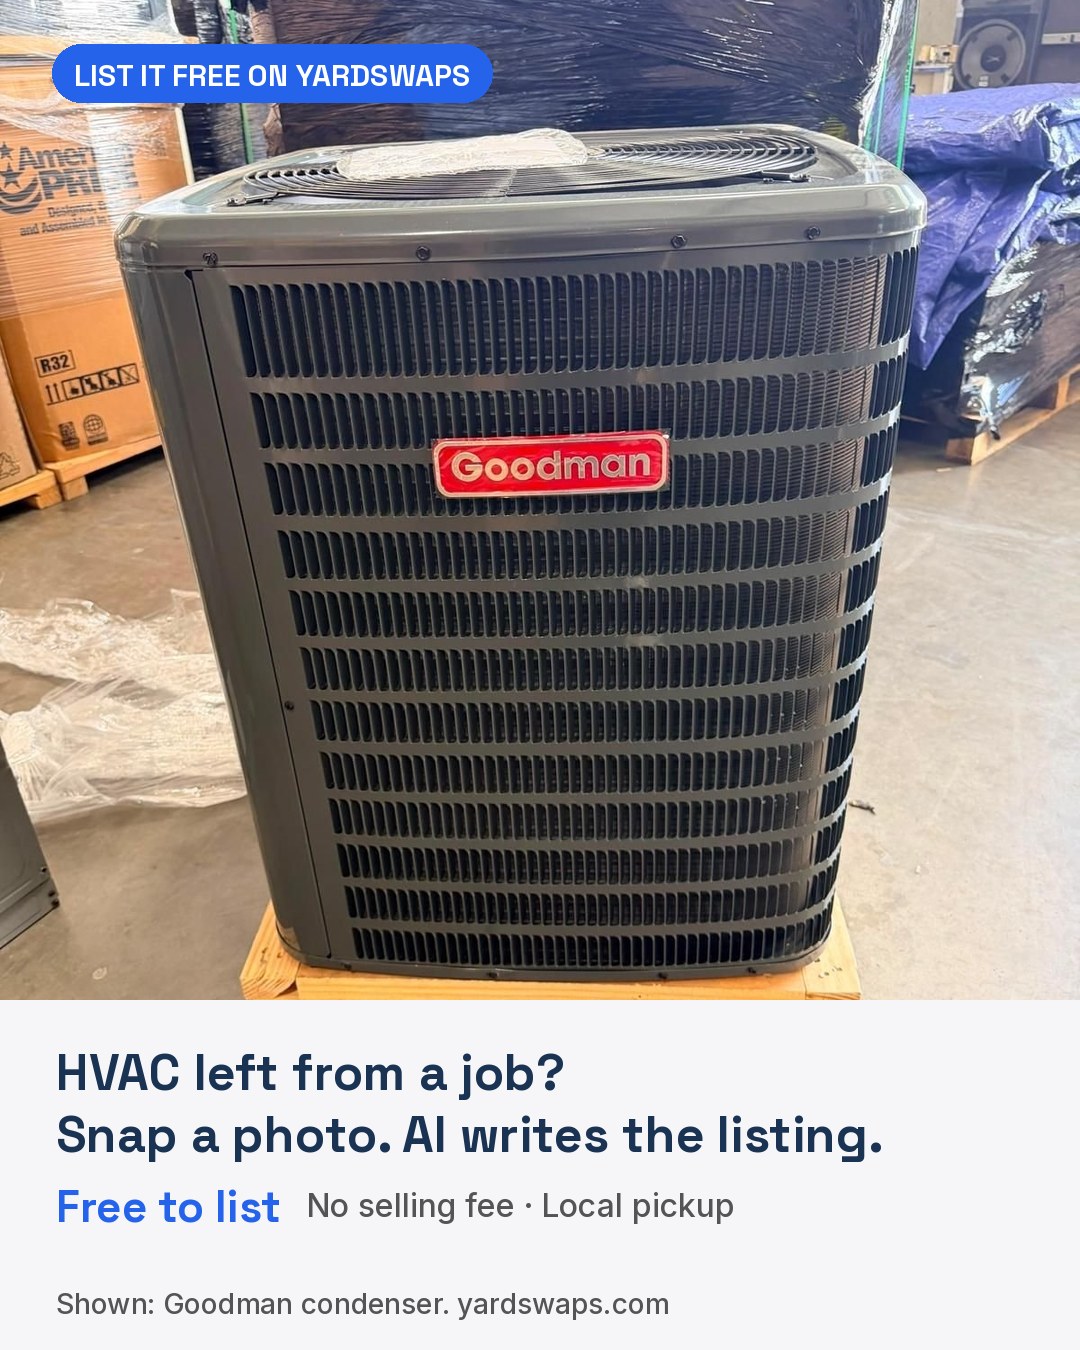 LIST IT FREE ON YARDSWAPS
Goodman
R32
HVAC left from a job?
Snap a photo. AI writes the listing.
Free to list No selling fee · Local pickup
Shown: Goodman condenser. yardswaps.com